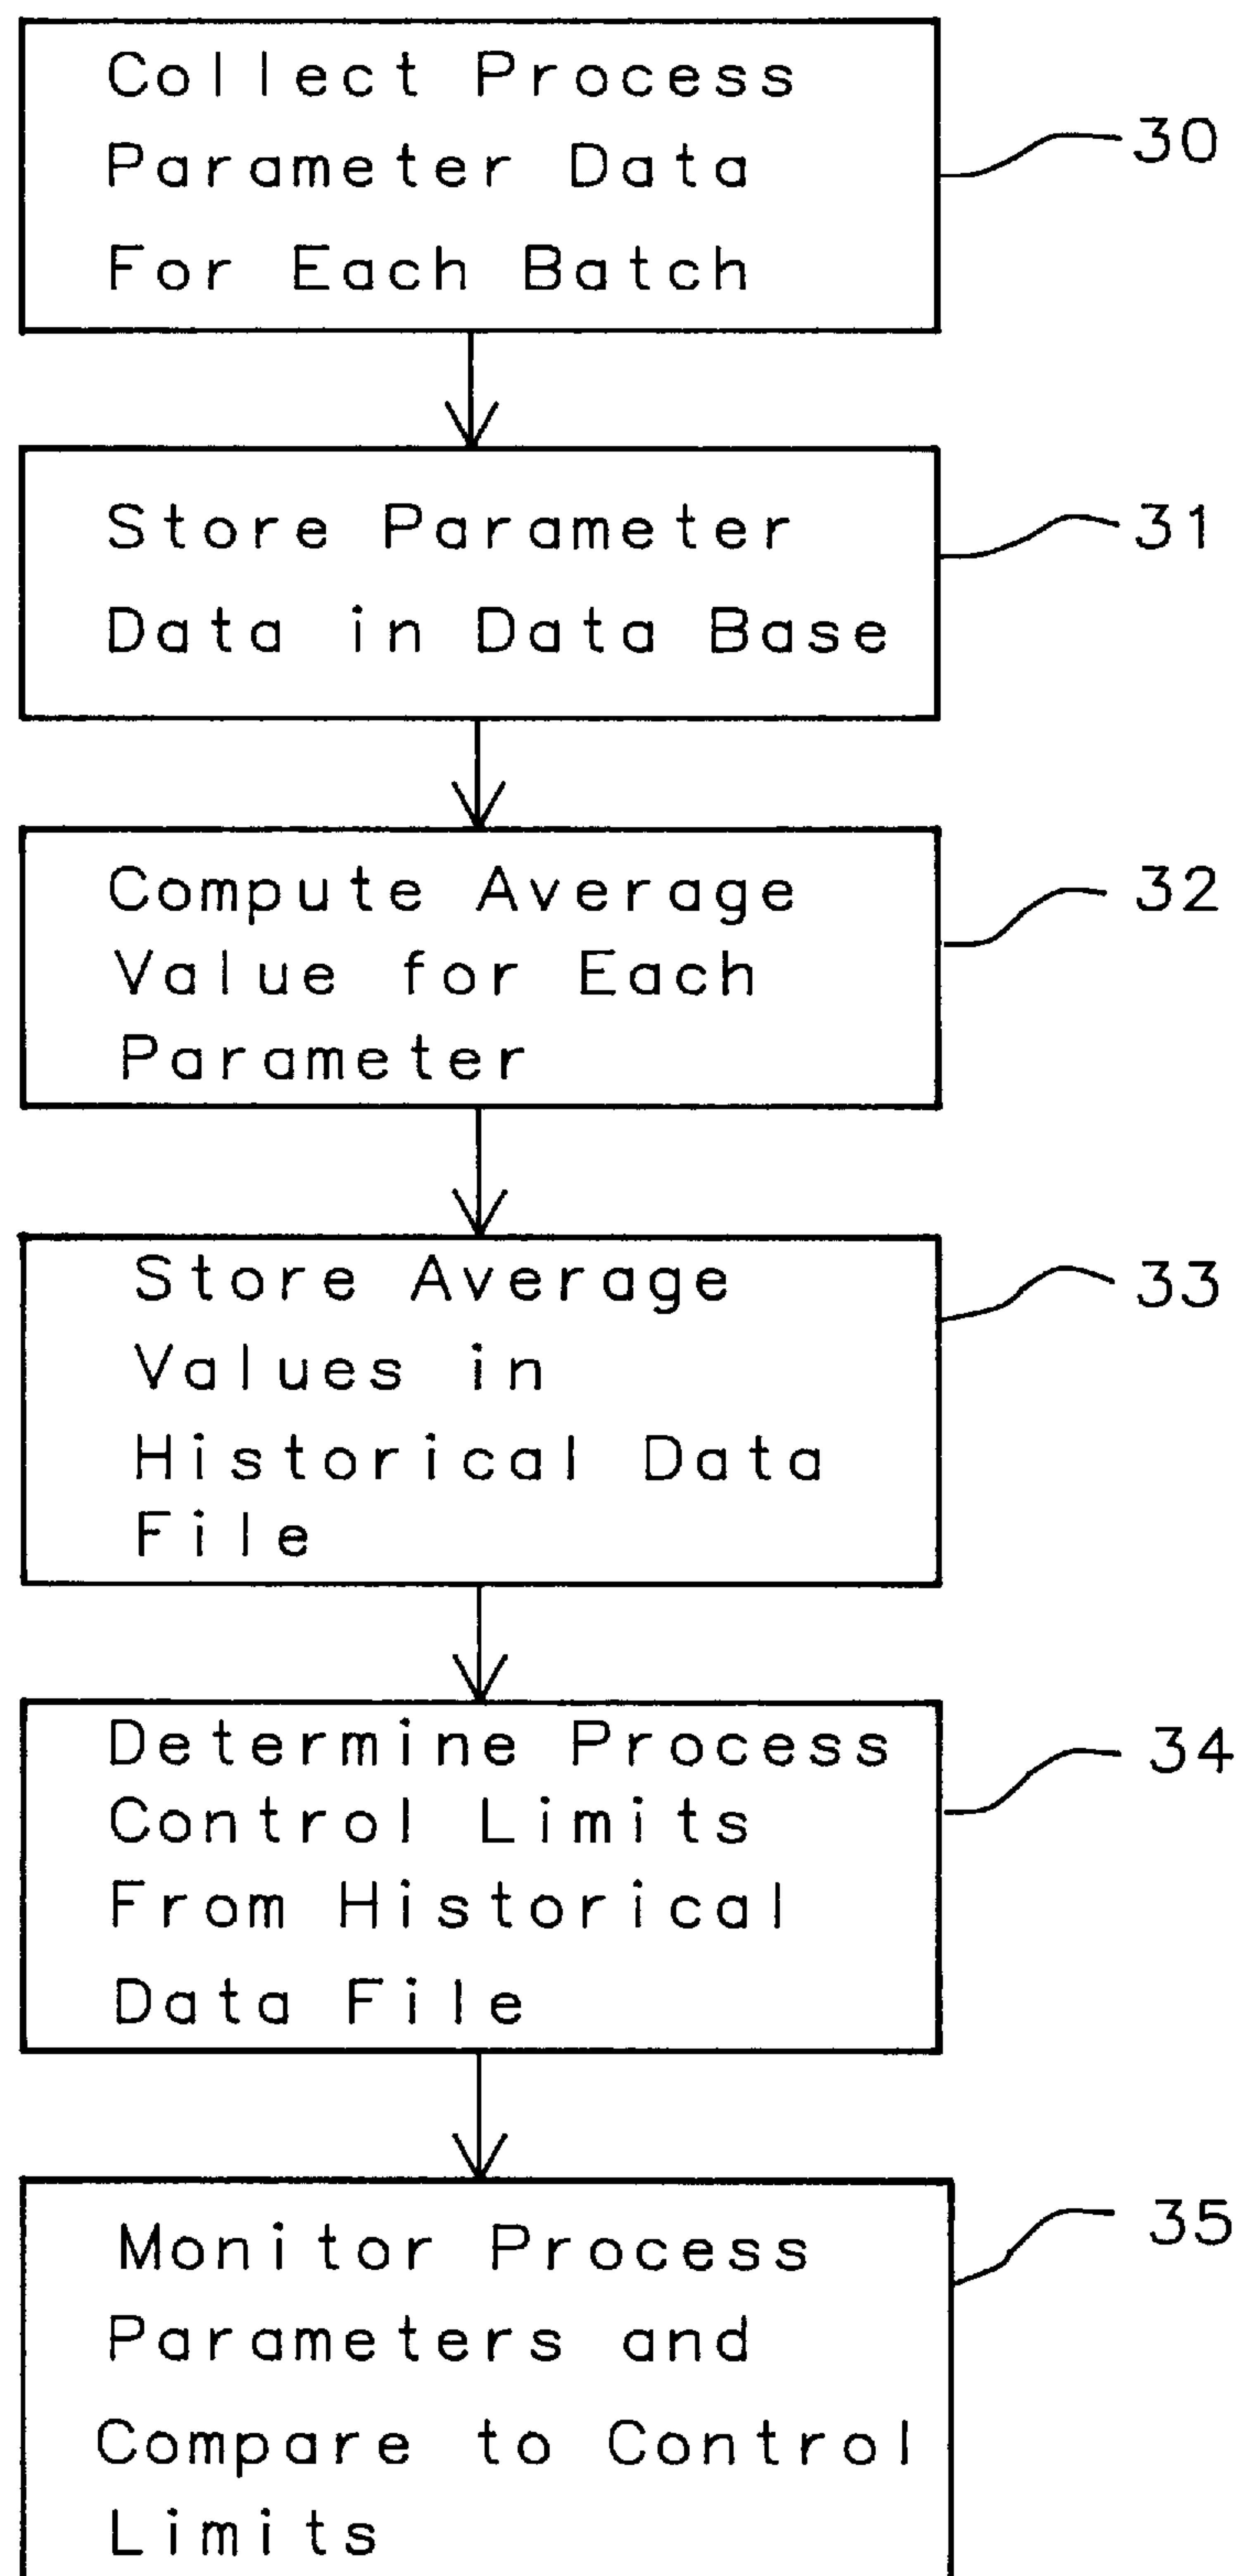 Collect Process
Parameter Data
For Each Batch
30
Store Parameter
Data in Data Base
31
Compute Average
Value for Each
Parameter
32
Store Average
Values in
Historical Data
File
33
Determine Process
Control Limits
From Historical
Data File
34
Monitor Process
Parameters and
Compare to Control
Limits
35